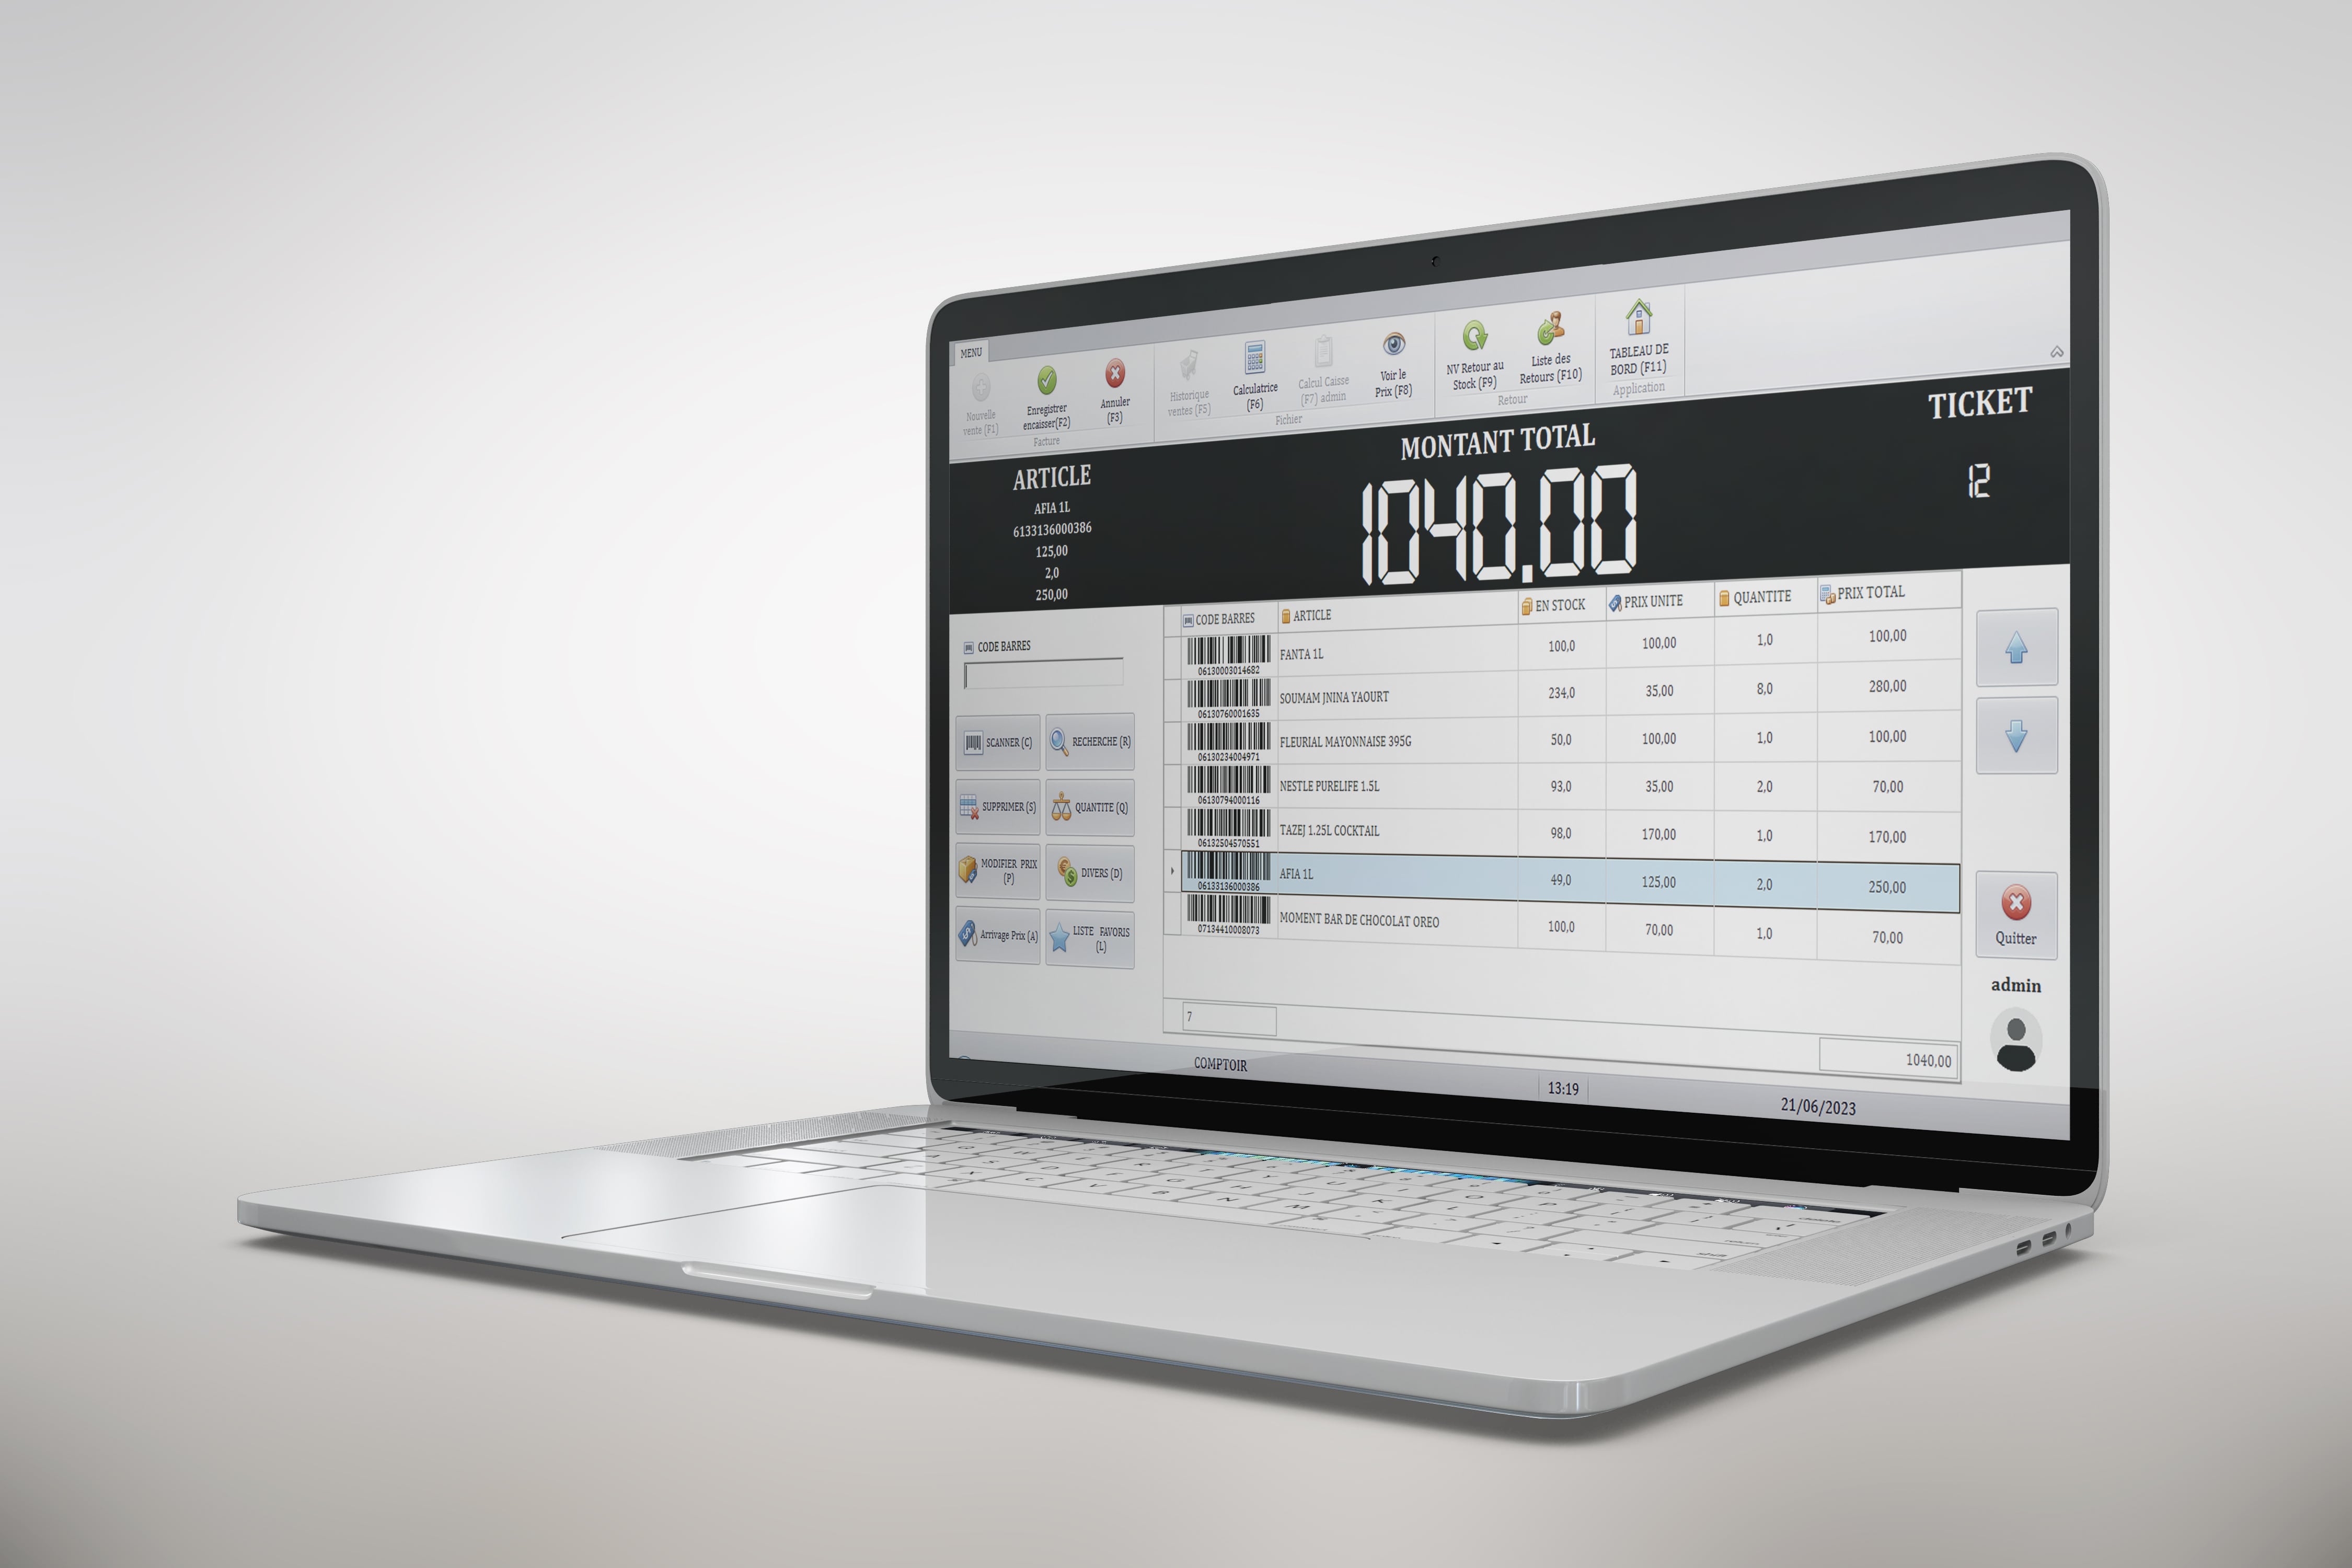 MENU
Nouvelle
vente (F1)
Enregistrer
encaisser(F2)
Annuler
(F3)
Facture
Historique
ventes (F5)
Calculatrice
(F6)
Calcul Caisse
(F7) admin
Voir le
Prix (F8)
Fichier
NV Retour au
Stock (F9)
Liste des
Retours (F10)
Retour
TABLEAU DE
BORD (F11)
Application
ARTICLE
AFIA 1L
6133136000386
125,00
2,0
250,00
MONTANT TOTAL
1040.00
TICKET
12
CODE BARRES
SCANNER (C)
RECHERCHE (R)
SUPPRIMER (S)
QUANTITE (Q)
MODIFIER PRIX
(P)
DIVERS (D)
Arrivage Prix (A)
LISTE FAVORIS
(L)
CODE BARRES ARTICLE EN STOCK PRIX UNITE QUANTITE PRIX TOTAL
06130003014682 FANTA 1L 100,0 100,00 1,0 100,00
06130760001635 SOUMAM JNINA YAOURT 234,0 35,00 8,0 280,00
06130234004971 FLEURIAL MAYONNAISE 395G 50,0 100,00 1,0 100,00
06130794000116 NESTLE PURELIFE 1.5L 93,0 35,00 2,0 70,00
06132504570551 TAZEJ 1.25L COCKTAIL 98,0 170,00 1,0 170,00
06133136000386 AFIA 1L 49,0 125,00 2,0 250,00
07134410008073 MOMENT BAR DE CHOCOLAT OREO 100,0 70,00 1,0 70,00
7
1040,00
Quitter
admin
COMPTOIR
13:19
21/06/2023